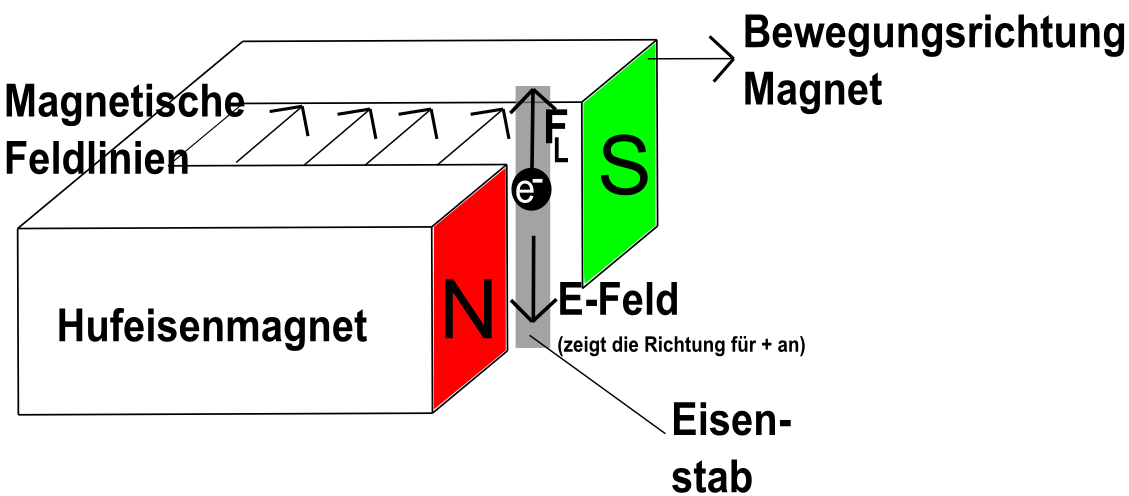 Bewegungsrichtung
Magnet
Magnetische
Feldlinien
F
L
S
e-
N
Hufeisenmagnet
E-Feld
(zeigt die Richtung für + an)
Eisen-
stab